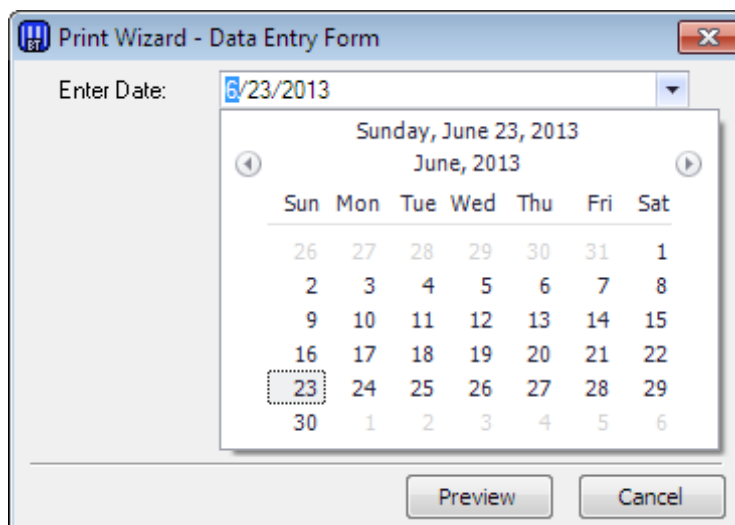 BT Print Wizard - Data Entry Form
Enter Date: 6/23/2013
Sunday, June 23, 2013
June, 2013
Sun Mon Tue Wed Thu Fri Sat
26 27 28 29 30 31 1
2 3 4 5 6 7 8
9 10 11 12 13 14 15
16 17 18 19 20 21 22
23 24 25 26 27 28 29
30 1 2 3 4 5 6
Preview Cancel